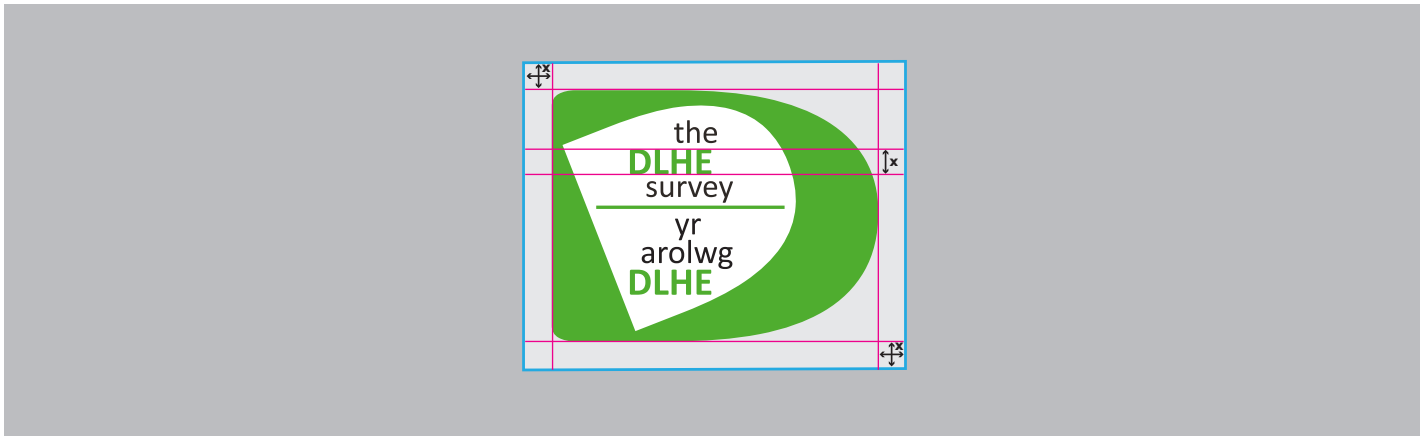 x
the
DLHE
x
survey
yr
arolwg
DLHE
x